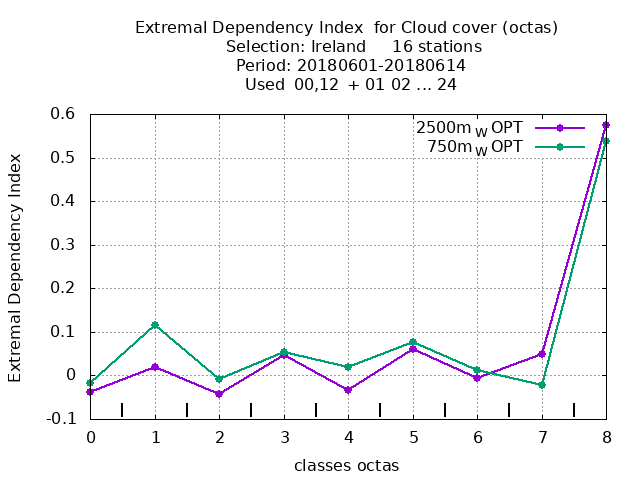 Extremal Dependency Index for Cloud cover (octas)
Selection: Ireland 16 stations
Period: 20180601-20180614
Used 00,12 + 01 02 ... 24
2500m W OPT
750m W OPT
Extremal Dependency Index
0.6
0.5
0.4
0.3
0.2
0.1
0
-0.1
0 1 2 3 4 5 6 7 8
classes octas